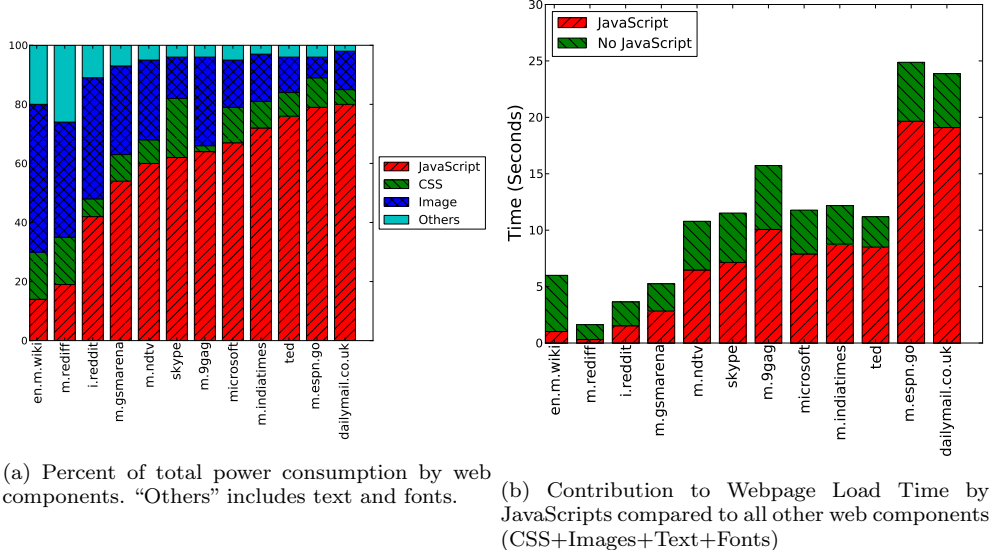 100
80
60
40
20
0
en.m.wiki
m.rediff
i.reddit
m.gsmarena
m.ndtv
skype
m.9gag
microsoft
m.indiatimes
ted
m.espn.go
dailymail.co.uk
JavaScript
CSS
Image
Others
(a) Percent of total power consumption by web
components. “Others” includes text and fonts.
Time (Seconds)
30
25
20
15
10
5
0
JavaScript
No JavaScript
en.m.wiki
m.rediff
i.reddit
m.gsmarena
m.ndtv
skype
m.9gag
microsoft
m.indiatimes
ted
m.espn.go
dailymail.co.uk
(b) Contribution to Webpage Load Time by
JavaScripts compared to all other web components
(CSS+Images+Text+Fonts)